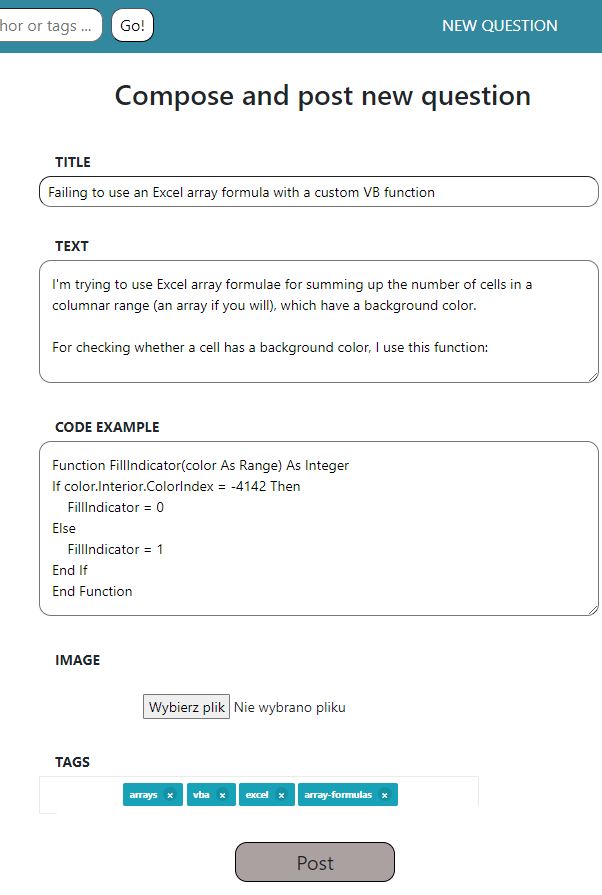 hor or tags ... Go! NEW QUESTION
Compose and post new question
TITLE
Failing to use an Excel array formula with a custom VB function
TEXT
I'm trying to use Excel array formulae for summing up the number of cells in a
columnar range (an array if you will), which have a background color.
For checking whether a cell has a background color, I use this function:
CODE EXAMPLE
Function FillIndicator(color As Range) As Integer
If color.Interior.ColorIndex = -4142 Then
FillIndicator = 0
Else
FillIndicator = 1
End If
End Function
IMAGE
Wybierz plik Nie wybrano pliku
TAGS
arrays × vba × excel × array-formulas ×
Post